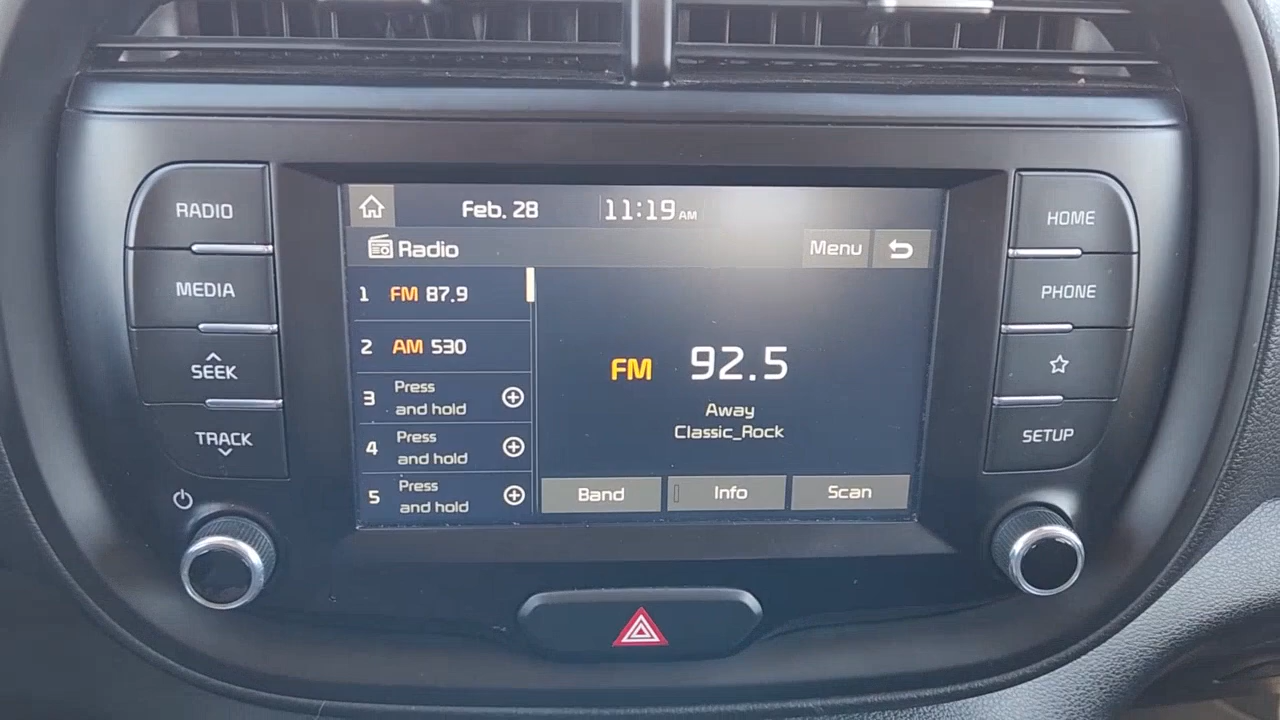 RADIO
MEDIA
SEEK
TRACK
Feb. 28 11:19 AM
Radio Menu
1 FM 87.9
2 AM 530
3 Press
and hold
4 Press
and hold
5 Press
and hold
FM 92.5
Away
Classic_Rock
Band Info Scan
HOME
PHONE
SETUP